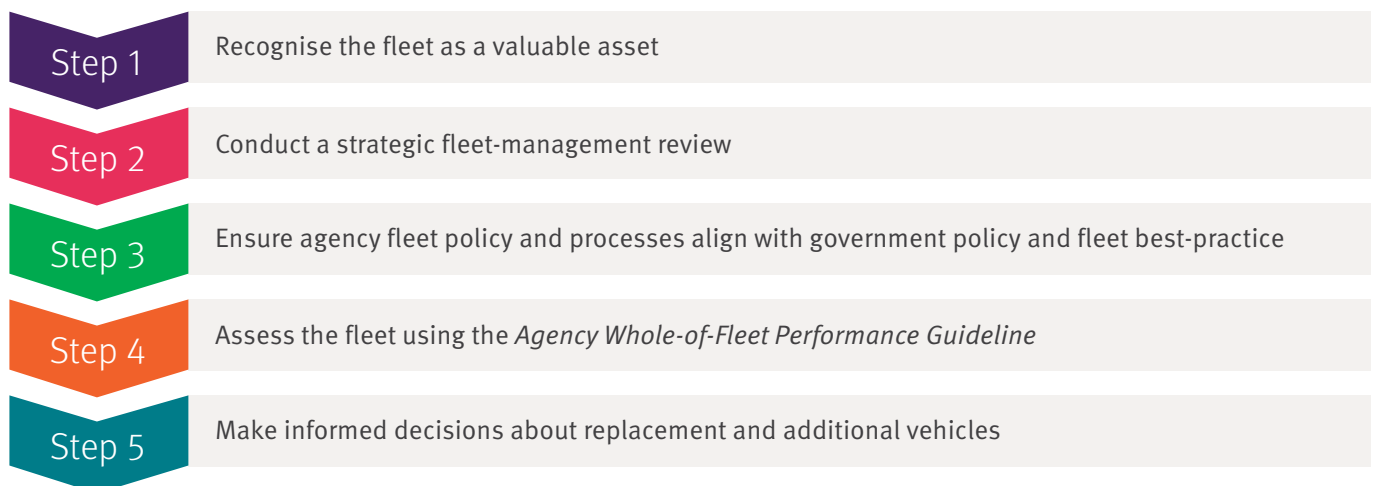 Step 1
Recognise the fleet as a valuable asset
Step 2
Conduct a strategic fleet-management review
Step 3
Ensure agency fleet policy and processes align with government policy and fleet best-practice
Step 4
Assess the fleet using the Agency Whole-of-Fleet Performance Guideline
Step 5
Make informed decisions about replacement and additional vehicles